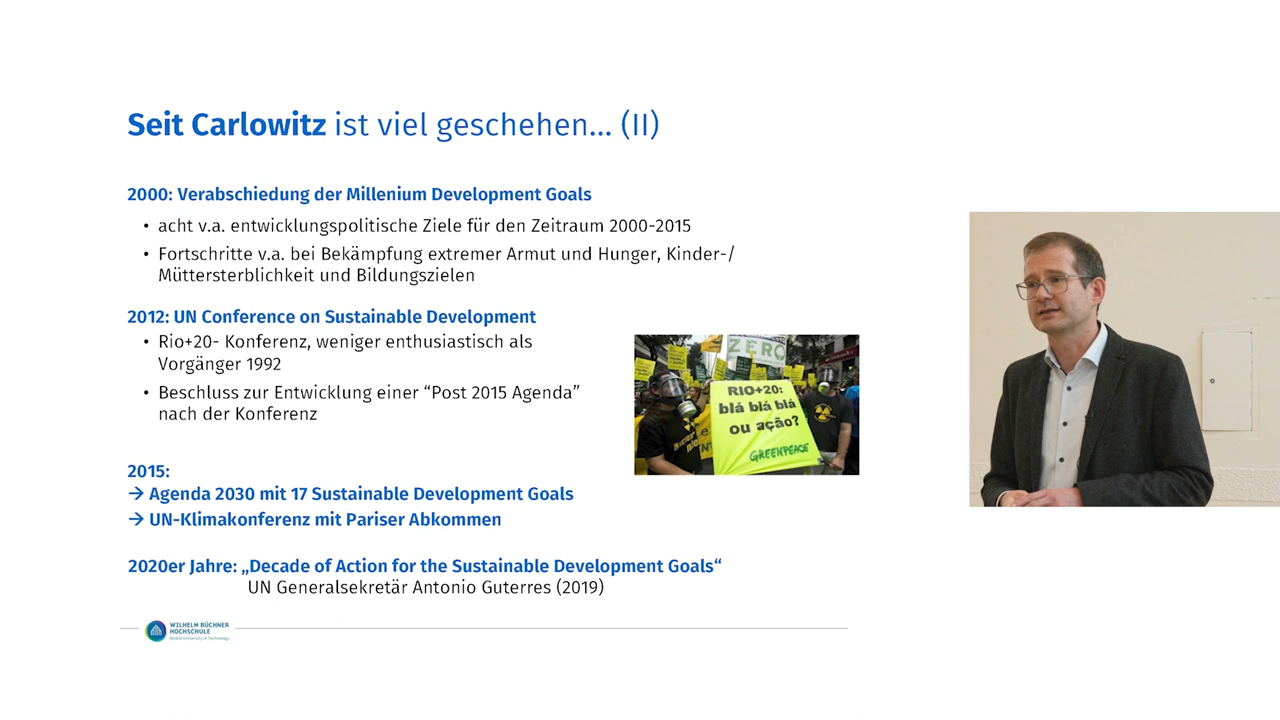 Seit Carlowitz ist viel geschehen... (II)
2000: Verabschiedung der Millenium Development Goals
• acht v.a. entwicklungspolitische Ziele für den Zeitraum 2000-2015
• Fortschritte v.a. bei Bekämpfung extremer Armut und Hunger, Kinder-/
Müttersterblichkeit und Bildungszielen
2012: UN Conference on Sustainable Development
• Rio+20- Konferenz, weniger enthusiastisch als
Vorgänger 1992
• Beschluss zur Entwicklung einer “Post 2015 Agenda”
nach der Konferenz
ZERO
RIO+20:
blá blá blá
ou ação?
GREENPEACE
2015:
→ Agenda 2030 mit 17 Sustainable Development Goals
→ UN-Klimakonferenz mit Pariser Abkommen
2020er Jahre: „Decade of Action for the Sustainable Development Goals“
UN Generalsekretär Antonio Guterres (2019)
WILHELM BÜCHNER
HOCHSCHULE
Mobile University of Technology